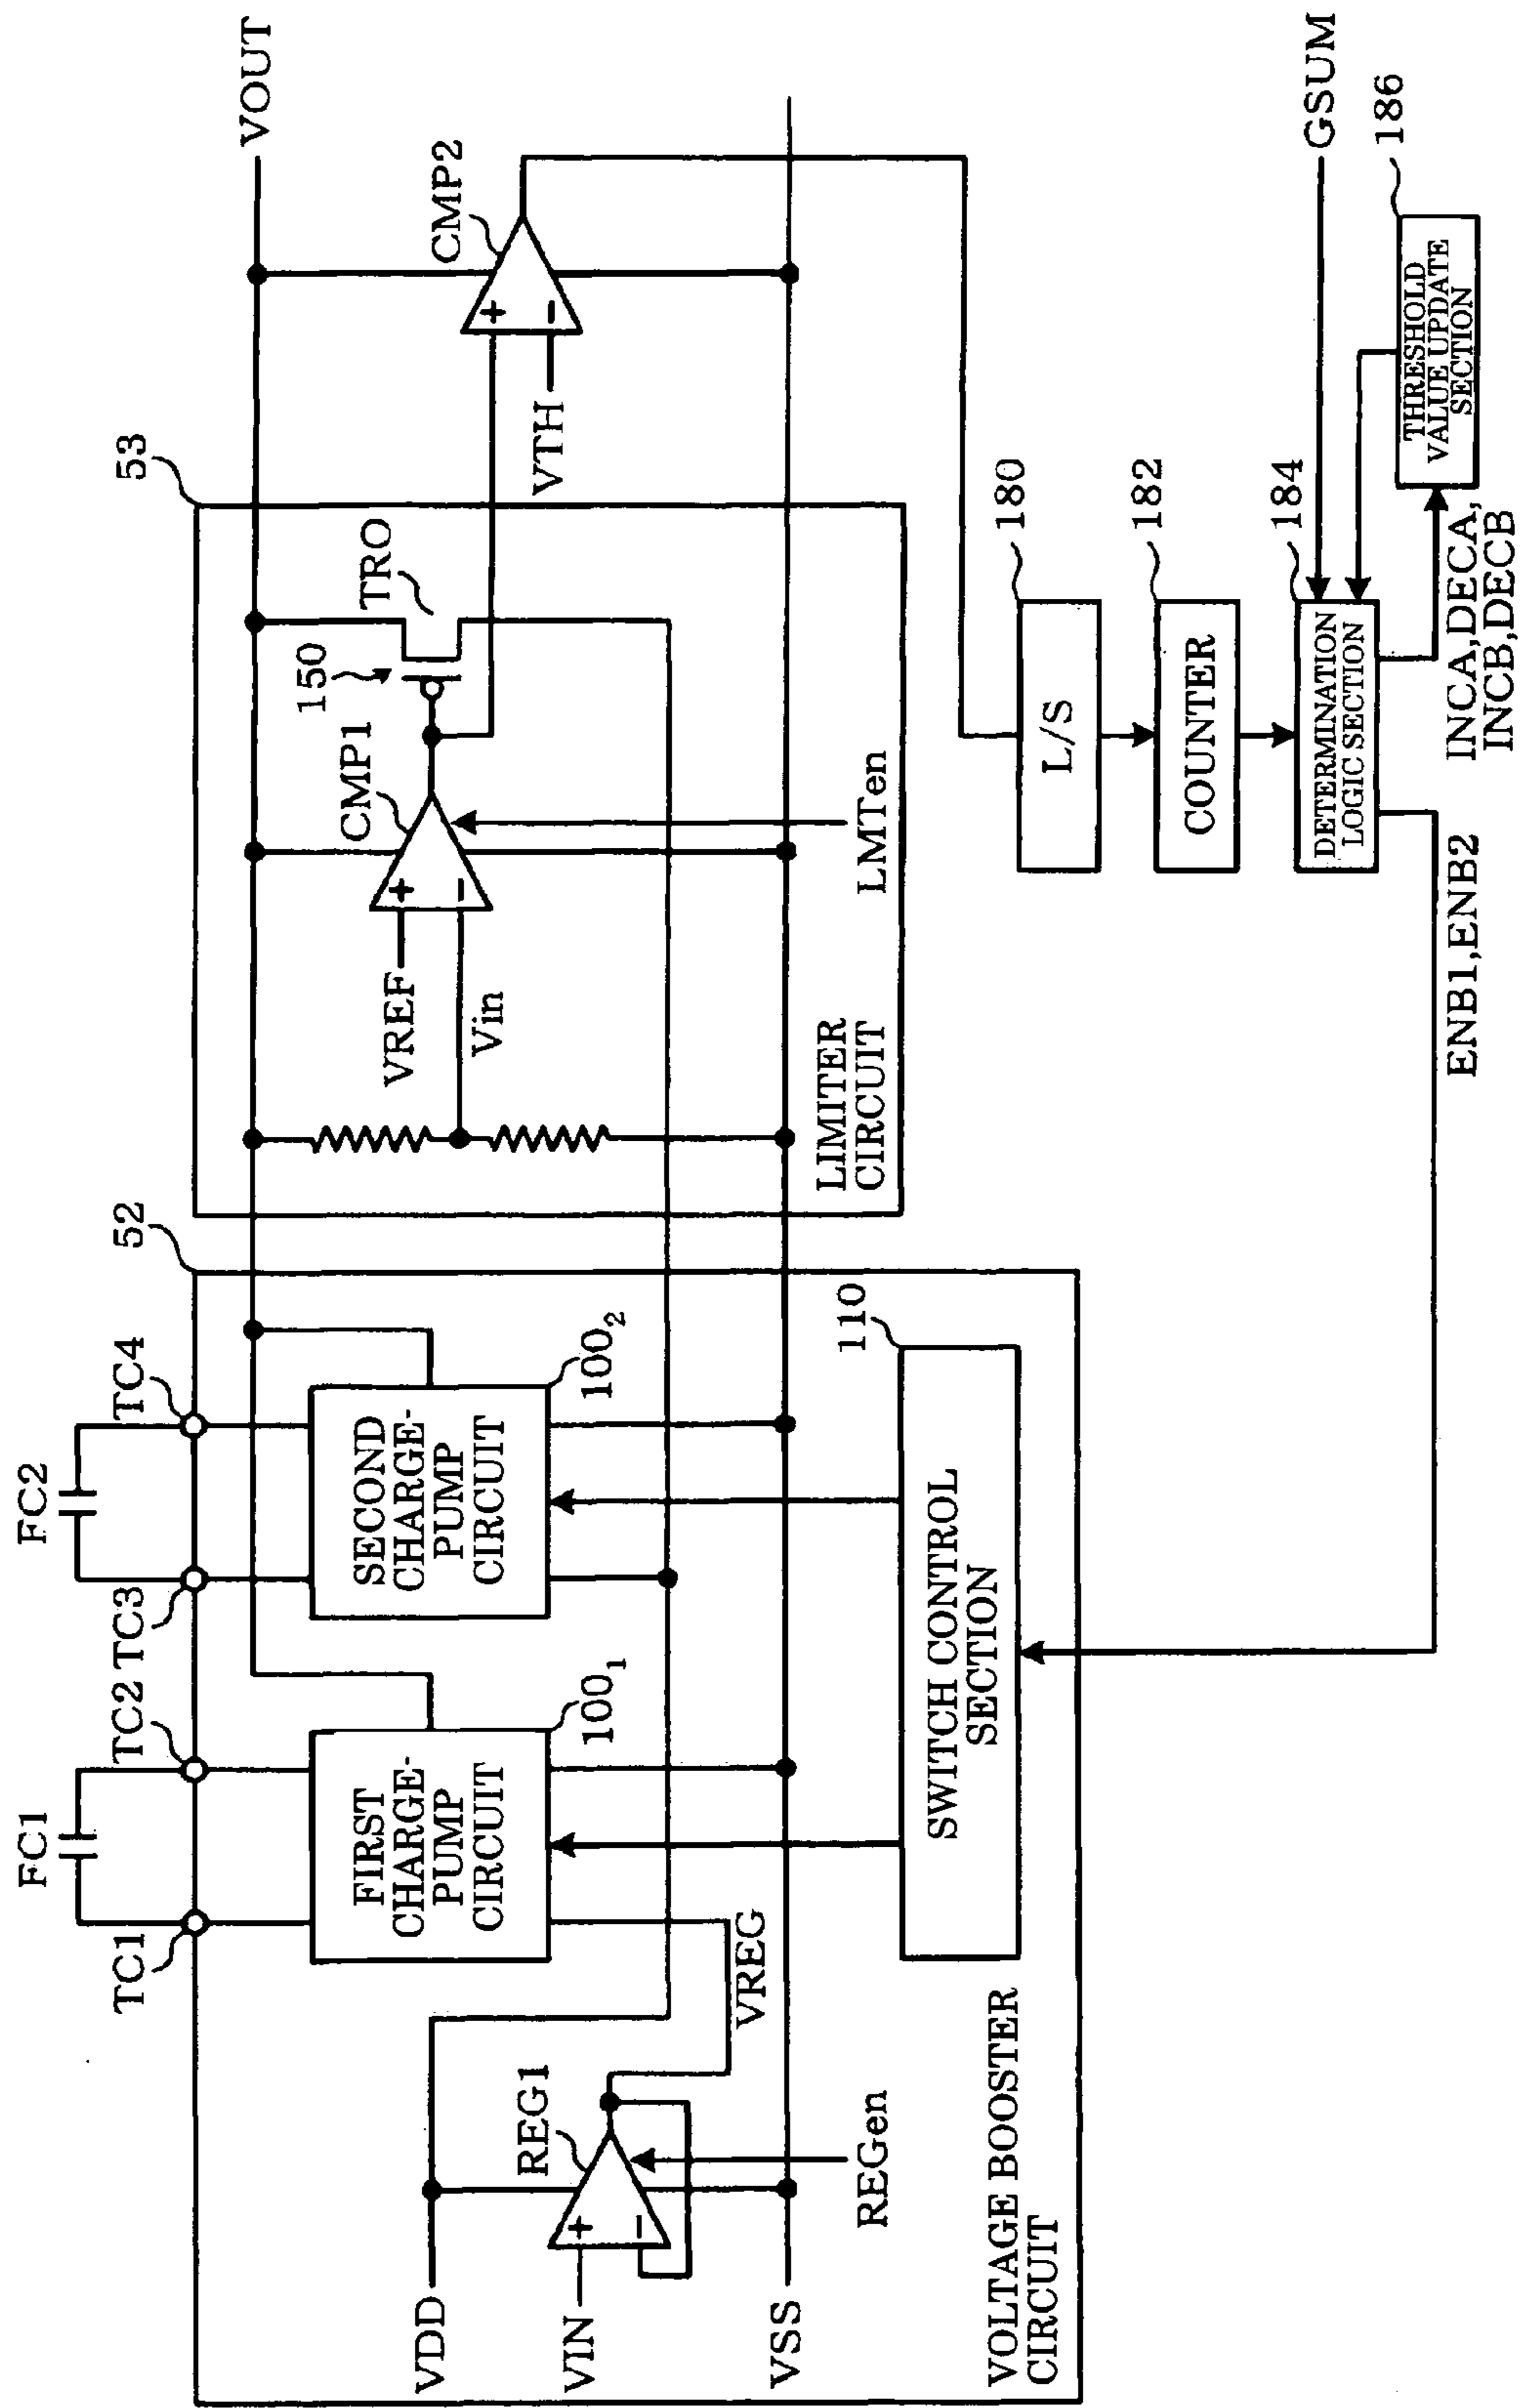 FC1
FC2
TC1
TC2
TC3
TC4
52
53
VOUT
FIRST
CHARGE-
PUMP
CIRCUIT
100₁
SECOND
CHARGE-
PUMP
CIRCUIT
100₂
VDD
VIN
VSS
REG1
+
−
REGen
VREG
SWITCH CONTROL
SECTION
110
VOLTAGE BOOSTER
CIRCUIT
VREF
Vin
CMP1
+
−
150
TRO
LMTen
LIMITER
CIRCUIT
CMP2
+
−
VTH
L/S
180
COUNTER
182
DETERMINATION
LOGIC SECTION
184
GSUM
THRESHOLD
VALUE UPDATE
SECTION
186
ENB1,ENB2
INCA,DECA,
INCB,DECB